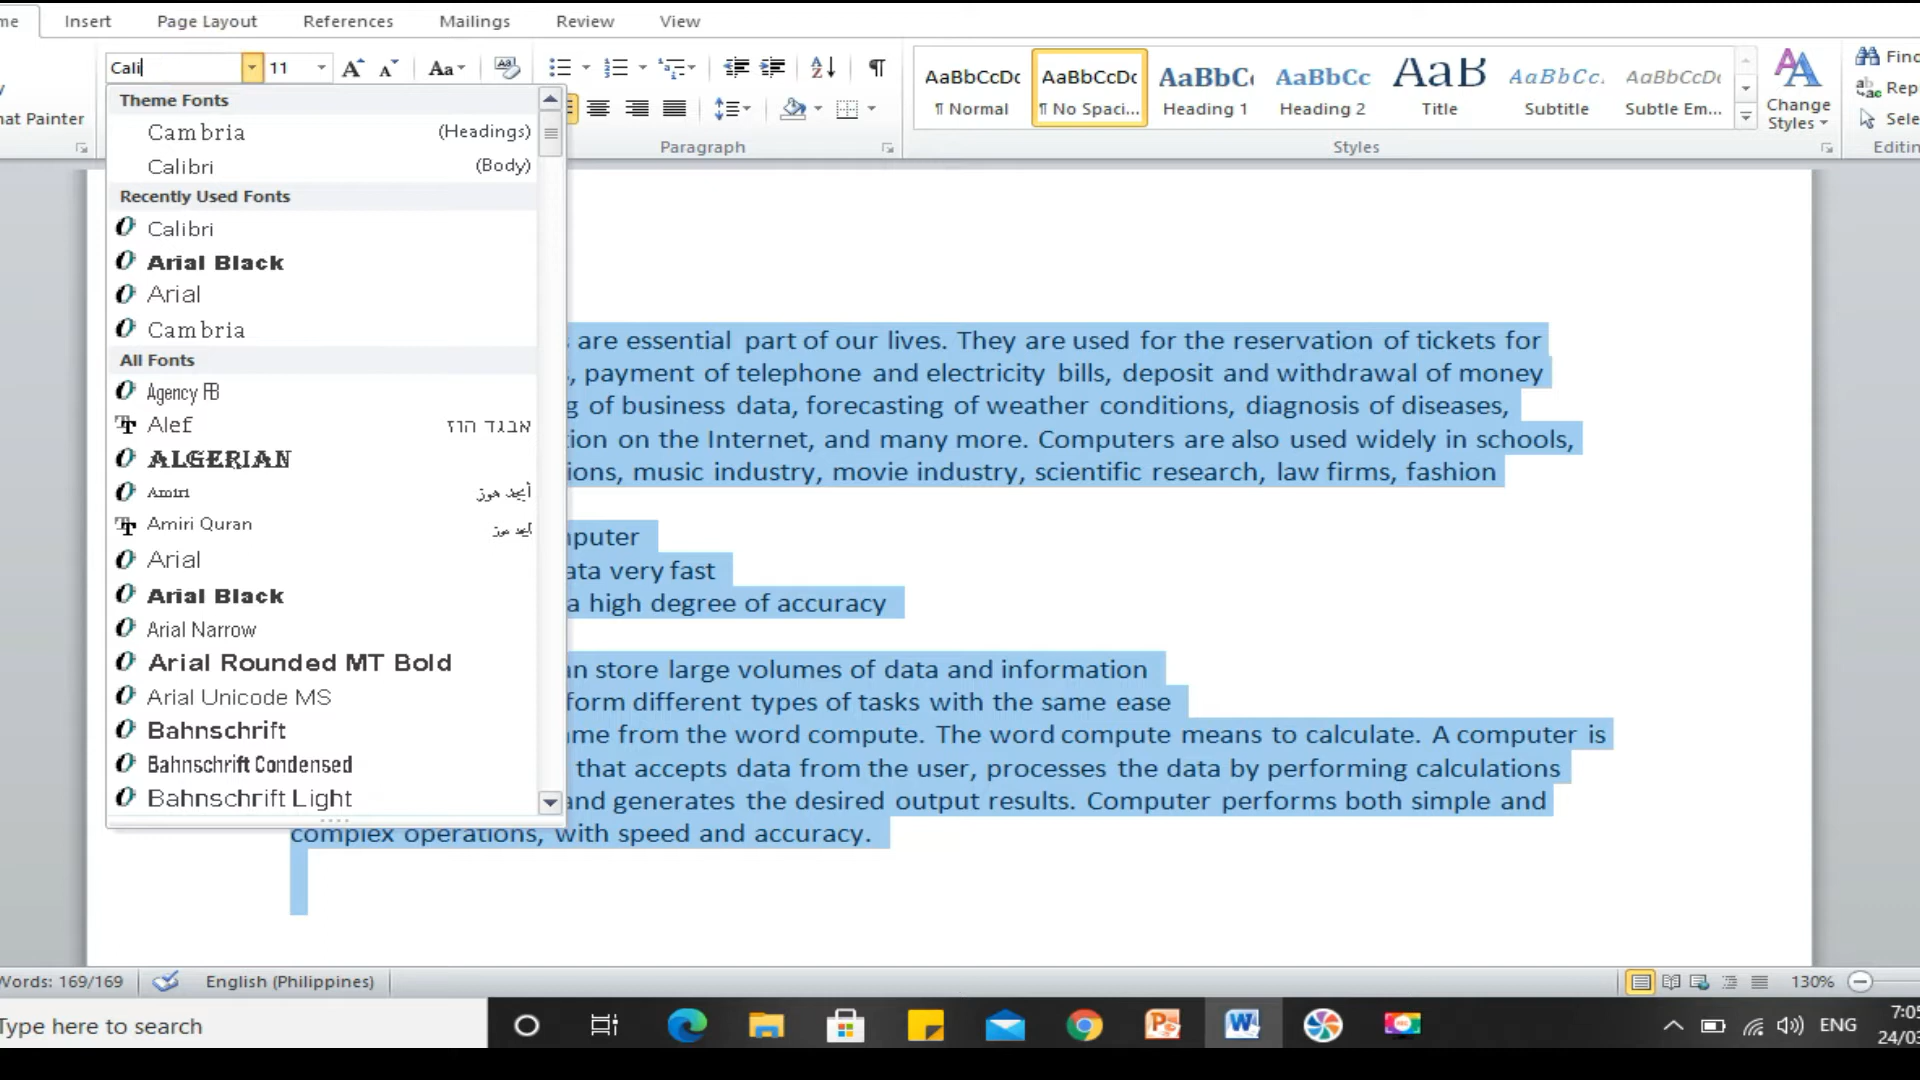 me Insert Page Layout References Mailings Review View
Cali 11 Aa
AaBbCcDc AaBbCcDc AaBbCc AaBbCc AaB AaBbCc. AaBbCcDc
¶ Normal ¶ No Spaci... Heading 1 Heading 2 Title Subtitle Subtle Em...
Change
Styles
Find
Rep
Sele
at Painter
Paragraph Styles Editin
Theme Fonts
Cambria (Headings)
Calibri (Body)
Recently Used Fonts
Calibri
Arial Black
Arial
Cambria
All Fonts
Agency FB
Alef אבגד הוז
ALGERIAN
Amiri أبجد هوز
Amiri Quran أبجد هوز
Arial
Arial Black
Arial Narrow
Arial Rounded MT Bold
Arial Unicode MS
Bahnschrift
Bahnschrift Condensed
Bahnschrift Light
are essential part of our lives. They are used for the reservation of tickets for
, payment of telephone and electricity bills, deposit and withdrawal of money
g of business data, forecasting of weather conditions, diagnosis of diseases,
tion on the Internet, and many more. Computers are also used widely in schools,
ions, music industry, movie industry, scientific research, law firms, fashion
puter
ata very fast
a high degree of accuracy
n store large volumes of data and information
form different types of tasks with the same ease
me from the word compute. The word compute means to calculate. A computer is
that accepts data from the user, processes the data by performing calculations
and generates the desired output results. Computer performs both simple and
complex operations, with speed and accuracy.
Words: 169/169 English (Philippines) 130%
Type here to search
ENG
7:05
24/03